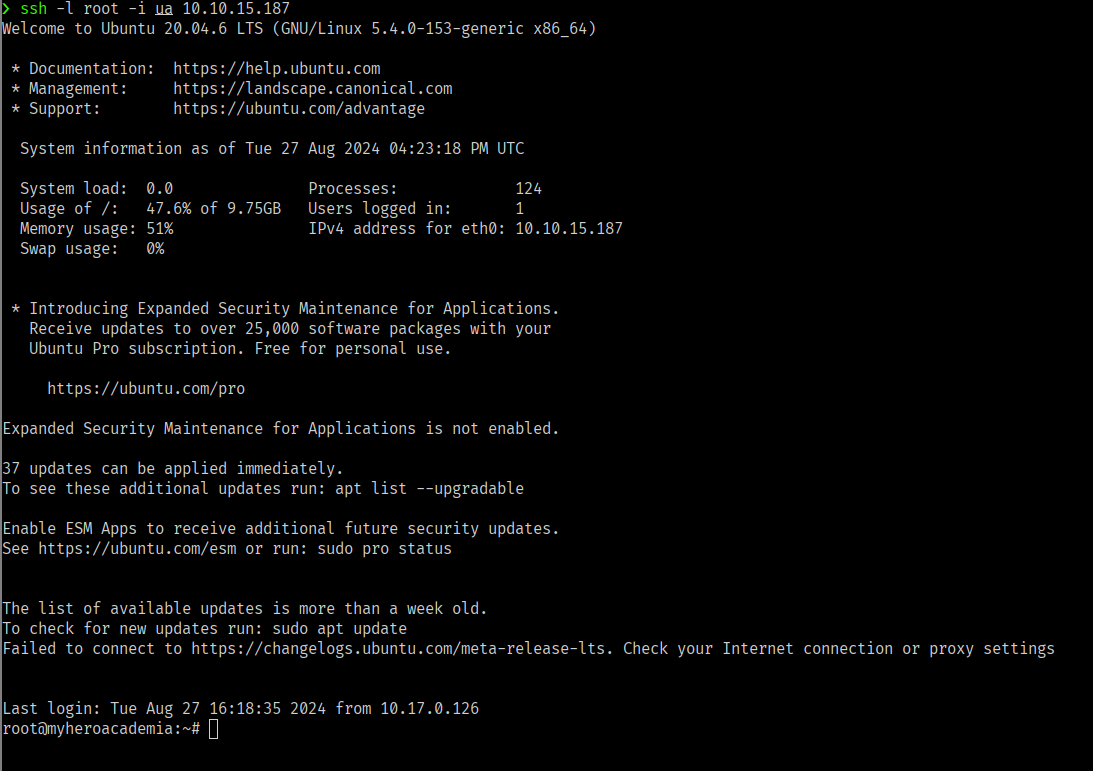 ❯ ssh -l root -i ua 10.10.15.187
Welcome to Ubuntu 20.04.6 LTS (GNU/Linux 5.4.0-153-generic x86_64)
* Documentation:  https://help.ubuntu.com
* Management:     https://landscape.canonical.com
* Support:        https://ubuntu.com/advantage
System information as of Tue 27 Aug 2024 04:23:18 PM UTC
System load:  0.0               Processes:             124
Usage of /:   47.6% of 9.75GB   Users logged in:       1
Memory usage: 51%               IPv4 address for eth0: 10.10.15.187
Swap usage:   0%
* Introducing Expanded Security Maintenance for Applications.
Receive updates to over 25,000 software packages with your
Ubuntu Pro subscription. Free for personal use.
https://ubuntu.com/pro
Expanded Security Maintenance for Applications is not enabled.
37 updates can be applied immediately.
To see these additional updates run: apt list --upgradable
Enable ESM Apps to receive additional future security updates.
See https://ubuntu.com/esm or run: sudo pro status
The list of available updates is more than a week old.
To check for new updates run: sudo apt update
Failed to connect to https://changelogs.ubuntu.com/meta-release-lts. Check your Internet connection or proxy settings
Last login: Tue Aug 27 16:18:35 2024 from 10.17.0.126
root@myheroacademia:~#